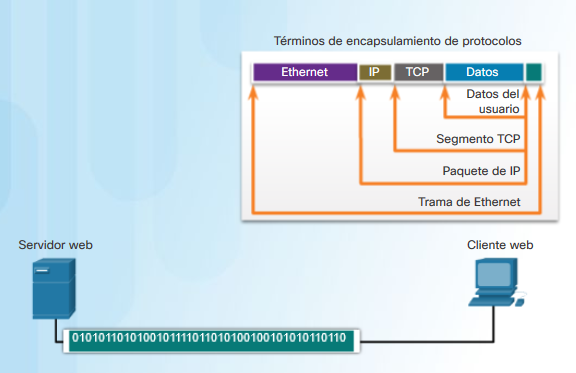 Términos de encapsulamiento de protocolos
Ethernet IP TCP Datos
Datos del
usuario
Segmento TCP
Paquete de IP
Trama de Ethernet
Servidor web
Cliente web
010101101010010111101101010010010101010110110